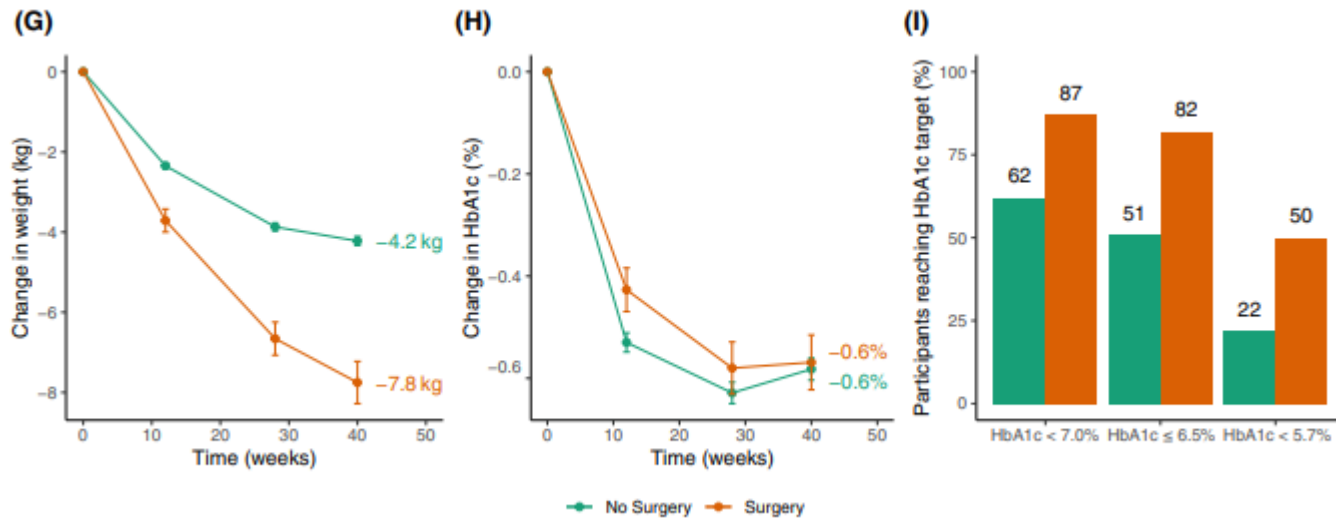 (G)
Change in weight (kg)
0
−2
−4
−6
−8
−4.2 kg
−7.8 kg
0 10 20 30 40 50
Time (weeks)
(H)
Change in HbA1c (%)
0.0
−0.2
−0.4
−0.6
−0.6%
−0.6%
0 10 20 30 40 50
Time (weeks)
(I)
Participants reaching HbA1c target (%)
100
75
50
25
0
62 87
51 82
22 50
HbA1c < 7.0% HbA1c ≤ 6.5% HbA1c < 5.7%
No Surgery Surgery